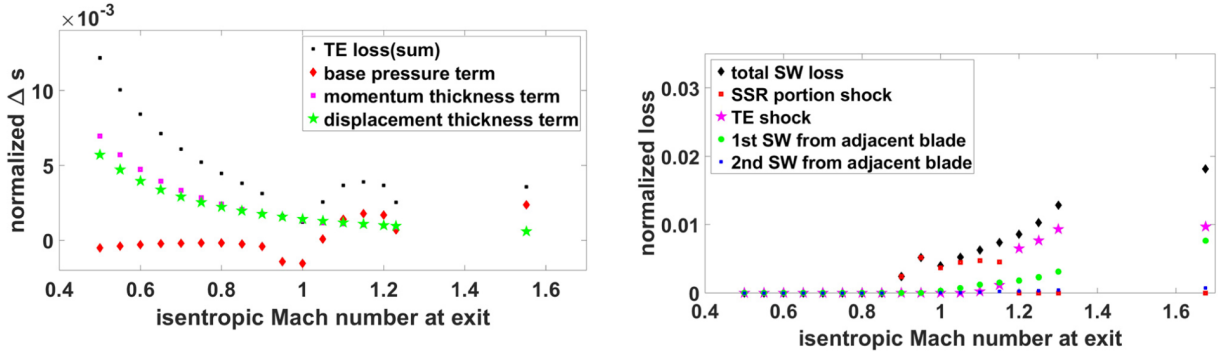 ×10⁻³
TE loss(sum)
base pressure term
momentum thickness term
displacement thickness term
10
5
0
normalized Δ s
0.4 0.6 0.8 1 1.2 1.4 1.6
isentropic Mach number at exit
total SW loss
SSR portion shock
TE shock
1st SW from adjacent blade
2nd SW from adjacent blade
0.03
0.02
0.01
0
normalized loss
0.4 0.6 0.8 1 1.2 1.4 1.6
isentropic Mach number at exit